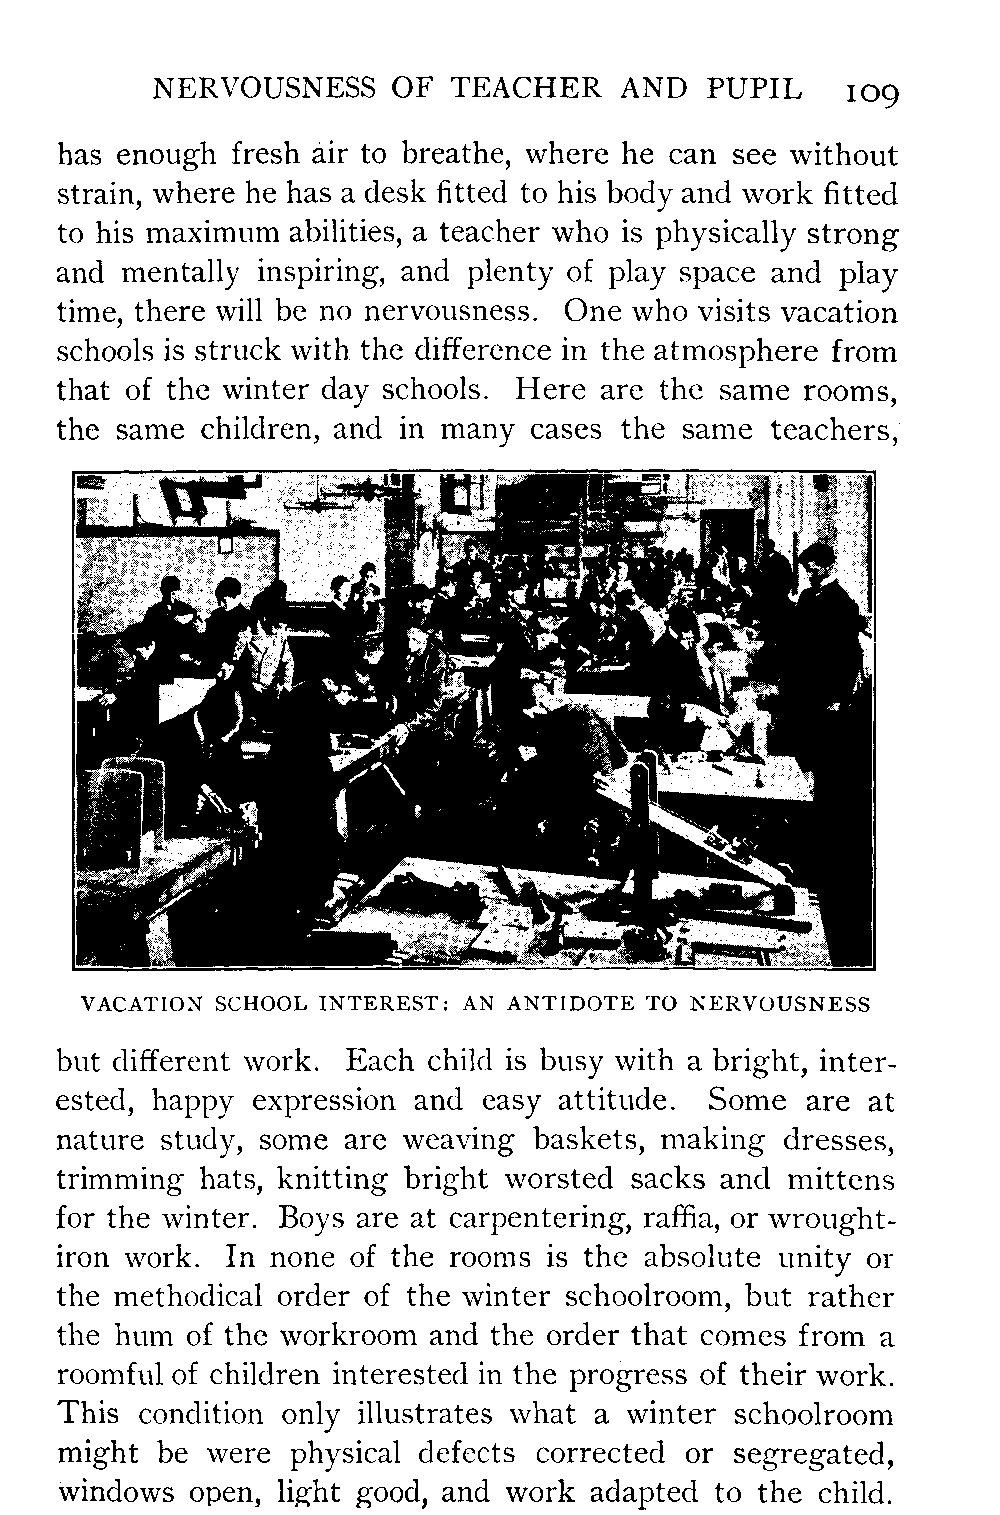 NERVOUSNESS OF TEACHER AND PUPIL 109
has enough fresh air to breathe, where he can see without
strain, where he has a desk fitted to his body and work fitted
to his maximum abilities, a teacher who is physically strong
and mentally inspiring, and plenty of play space and play
time, there will be no nervousness. One who visits vacation
schools is struck with the difference in the atmosphere from
that of the winter day schools. Here are the same rooms,
the same children, and in many cases the same teachers,
VACATION SCHOOL INTEREST: AN ANTIDOTE TO NERVOUSNESS
but different work. Each child is busy with a bright, inter-
ested, happy expression and easy attitude. Some are at
nature study, some are weaving baskets, making dresses,
trimming hats, knitting bright worsted sacks and mittens
for the winter. Boys are at carpentering, raffia, or wrought-
iron work. In none of the rooms is the absolute unity or
the methodical order of the winter schoolroom, but rather
the hum of the workroom and the order that comes from a
roomful of children interested in the progress of their work.
This condition only illustrates what a winter schoolroom
might be were physical defects corrected or segregated,
windows open, light good, and work adapted to the child.